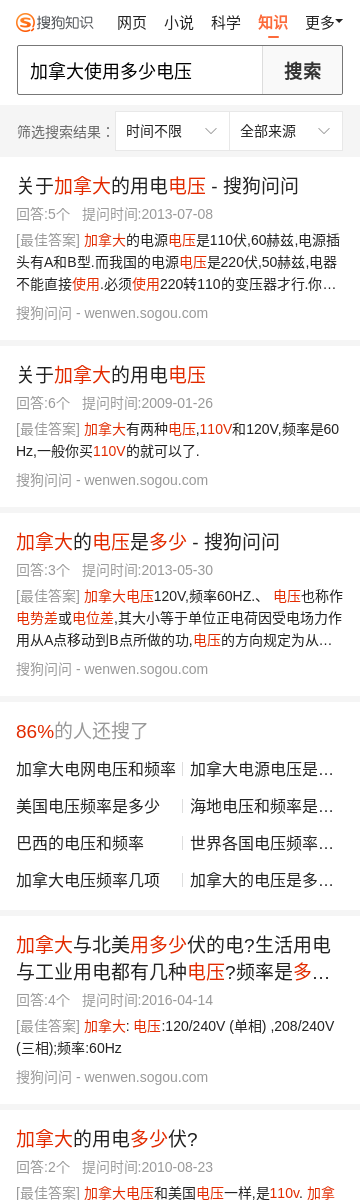 搜狗知识 网页 小说 科学 知识 更多
加拿大使用多少电压 搜索
筛选搜索结果： 时间不限 全部来源
关于加拿大的用电电压 - 搜狗问问
回答:5个 提问时间:2013-07-08
[最佳答案] 加拿大的电源电压是110伏,60赫兹,电源插
头有A和B型.而我国的电源电压是220伏,50赫兹,电器
不能直接使用.必须使用220转110的变压器才行.你…
搜狗问问 - wenwen.sogou.com
关于加拿大的用电电压
回答:6个 提问时间:2009-01-26
[最佳答案] 加拿大有两种电压,110V和120V,频率是60
Hz,一般你买110V的就可以了.
搜狗问问 - wenwen.sogou.com
加拿大的电压是多少 - 搜狗问问
回答:3个 提问时间:2013-05-30
[最佳答案] 加拿大电压120V,频率60HZ.、 电压也称作
电势差或电位差,其大小等于单位正电荷因受电场力作
用从A点移动到B点所做的功,电压的方向规定为从…
搜狗问问 - wenwen.sogou.com
86%的人还搜了
加拿大电网电压和频率 加拿大电源电压是…
美国电压频率是多少 海地电压和频率是…
巴西的电压和频率 世界各国电压频率…
加拿大电压频率几项 加拿大的电压是多…
加拿大与北美用多少伏的电?生活用电
与工业用电都有几种电压?频率是多…
回答:4个 提问时间:2016-04-14
[最佳答案] 加拿大: 电压:120/240V (单相) ,208/240V
(三相);频率:60Hz
搜狗问问 - wenwen.sogou.com
加拿大的用电多少伏?
回答:2个 提问时间:2010-08-23
[最佳答案] 加拿大电压和美国电压一样,是110v. 加拿